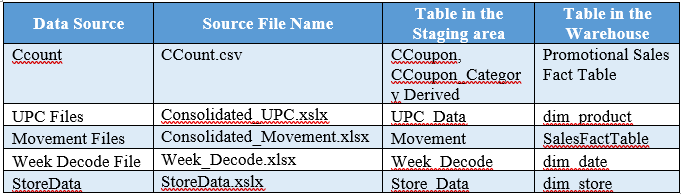 Data Source Source File Name Table in the Staging area Table in the Warehouse
Ccount CCount.csv CCoupon, CCoupon_Category Derived Promotional Sales Fact Table
UPC Files Consolidated_UPC.xslx UPC_Data dim_product
Movement Files Consolidated_Movement.xlsx Movement SalesFactTable
Week Decode File Week_Decode.xlsx Week_Decode dim_date
StoreData StoreData.xslx Store_Data dim_store